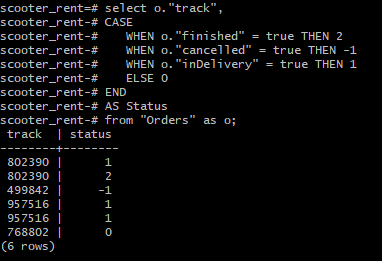 scooter_rent=# select o."track",
scooter_rent-# CASE
scooter_rent-#    WHEN o."finished" = true THEN 2
scooter_rent-#    WHEN o."cancelled" = true THEN -1
scooter_rent-#    WHEN o."inDelivery" = true THEN 1
scooter_rent-#    ELSE 0
scooter_rent-# END
scooter_rent-# AS Status
scooter_rent-# from "Orders" as o;
 track  | status
--------+--------
 802390 |      1
 802390 |      2
 499842 |     -1
 957516 |      1
 957516 |      1
 768802 |      0
(6 rows)